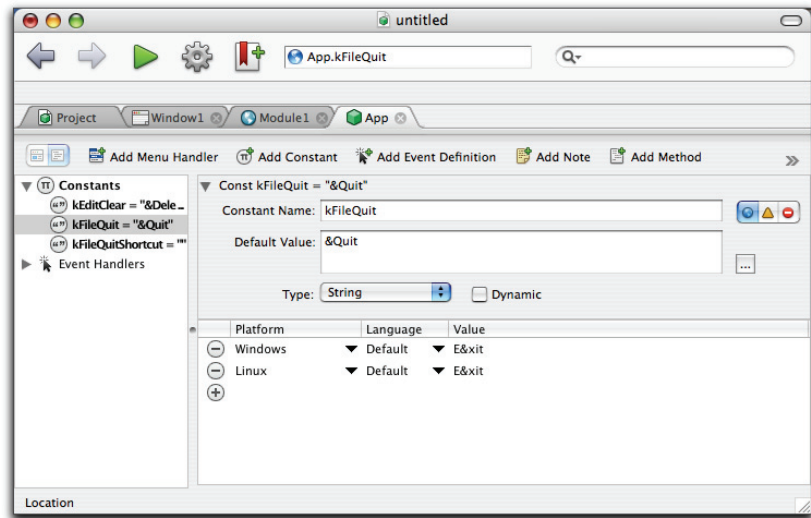 untitled
App.kFileQuit
Project Window1 Module1 App
Add Menu Handler Add Constant Add Event Definition Add Note Add Method
Constants
kEditClear = "&Dele...
kFileQuit = "&Quit"
kFileQuitShortcut = ""
Event Handlers
Const kFileQuit = "&Quit"
Constant Name: kFileQuit
Default Value: &Quit
...
Type: String Dynamic
Platform Language Value
Windows Default E&xit
Linux Default E&xit
Location